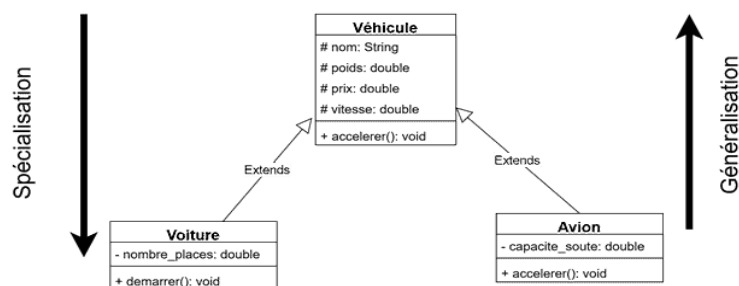 Spécialisation
Véhicule
# nom: String
# poids: double
# prix: double
# vitesse: double
+ accelerer(): void
Généralisation
Extends
Extends
Voiture
- nombre_places: double
+ demarrer(): void
Avion
- capacite_soute: double
+ accelerer(): void